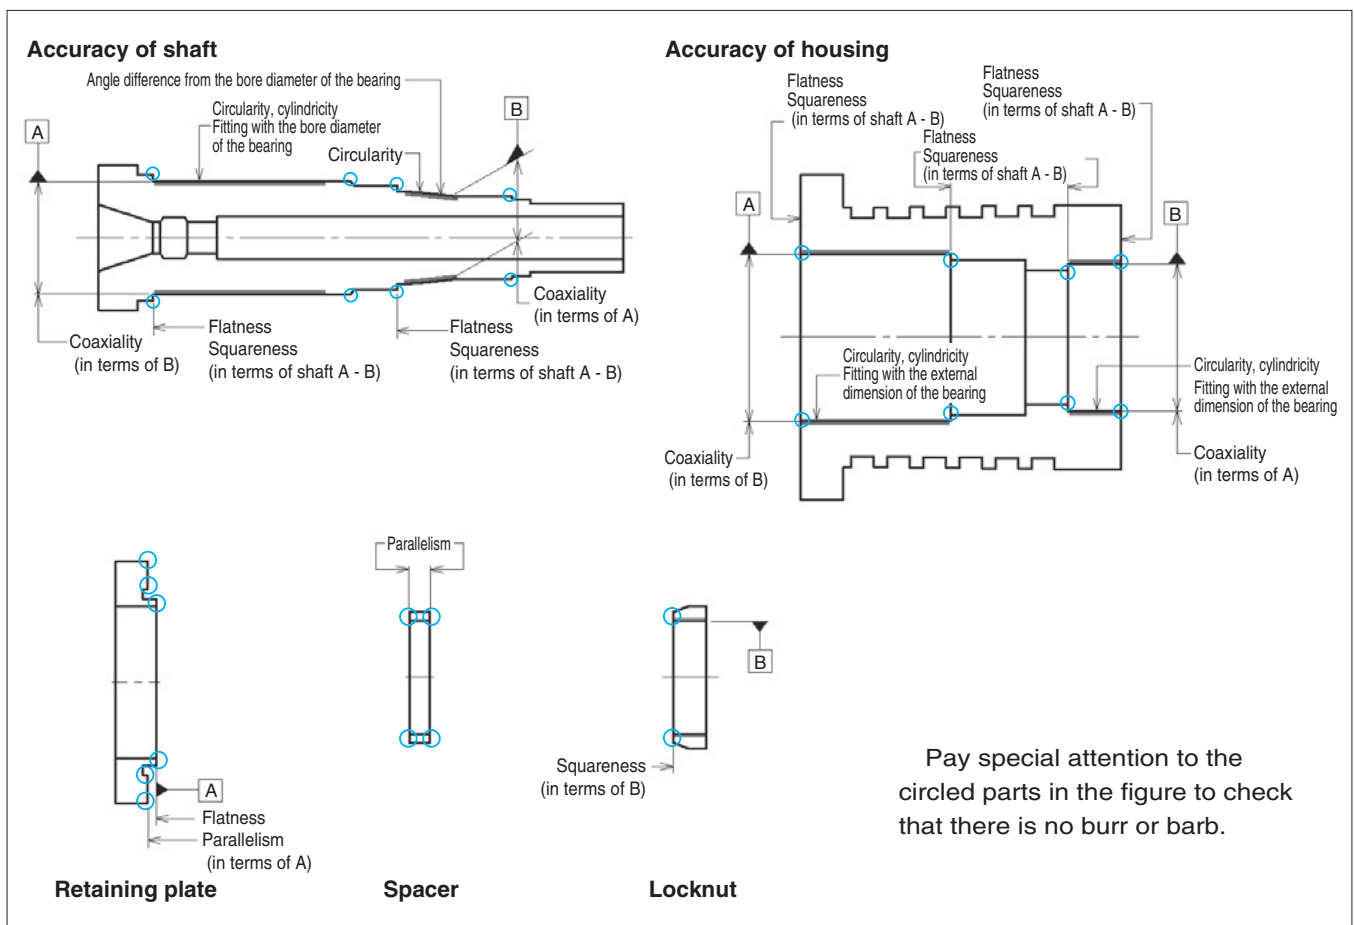 Accuracy of shaft
Angle difference from the bore diameter of the bearing
Circularity, cylindricity
Fitting with the bore diameter
of the bearing
Circularity
A
B
Coaxiality
(in terms of B)
Flatness
Squareness
(in terms of shaft A - B)
Flatness
Squareness
(in terms of shaft A - B)
Coaxiality
(in terms of A)
Accuracy of housing
Flatness
Squareness
(in terms of shaft A - B)
Flatness
Squareness
(in terms of shaft A - B)
Flatness
Squareness
(in terms of shaft A - B)
A
B
Circularity, cylindricity
Fitting with the external
dimension of the bearing
Circularity, cylindricity
Fitting with the external
dimension of the bearing
Coaxiality
(in terms of B)
Coaxiality
(in terms of A)
A
Flatness
Parallelism
(in terms of A)
Retaining plate
Parallelism
Spacer
B
Squareness
(in terms of B)
Locknut
Pay special attention to the
circled parts in the figure to check
that there is no burr or barb.